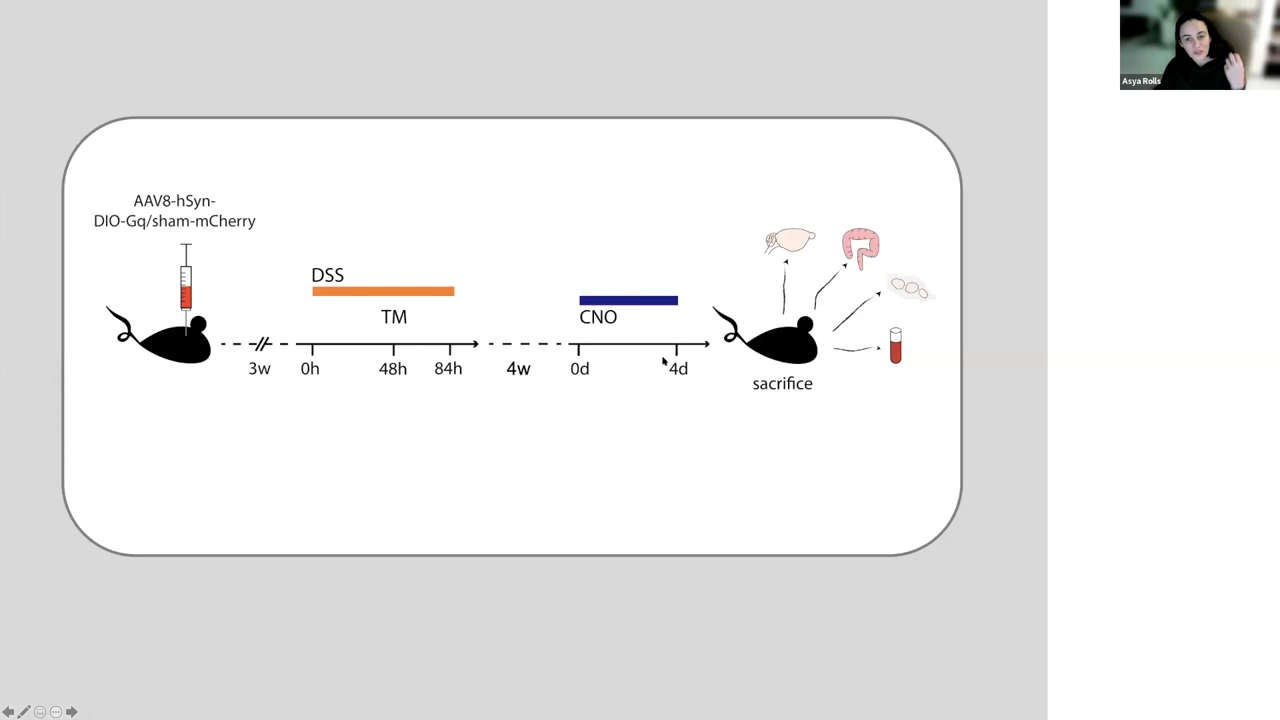 Asya Rolls
AAV8-hSyn-
DIO-Gq/sham-mCherry
DSS
TM
CNO
3w
0h
48h
84h
4w
0d
4d
sacrifice